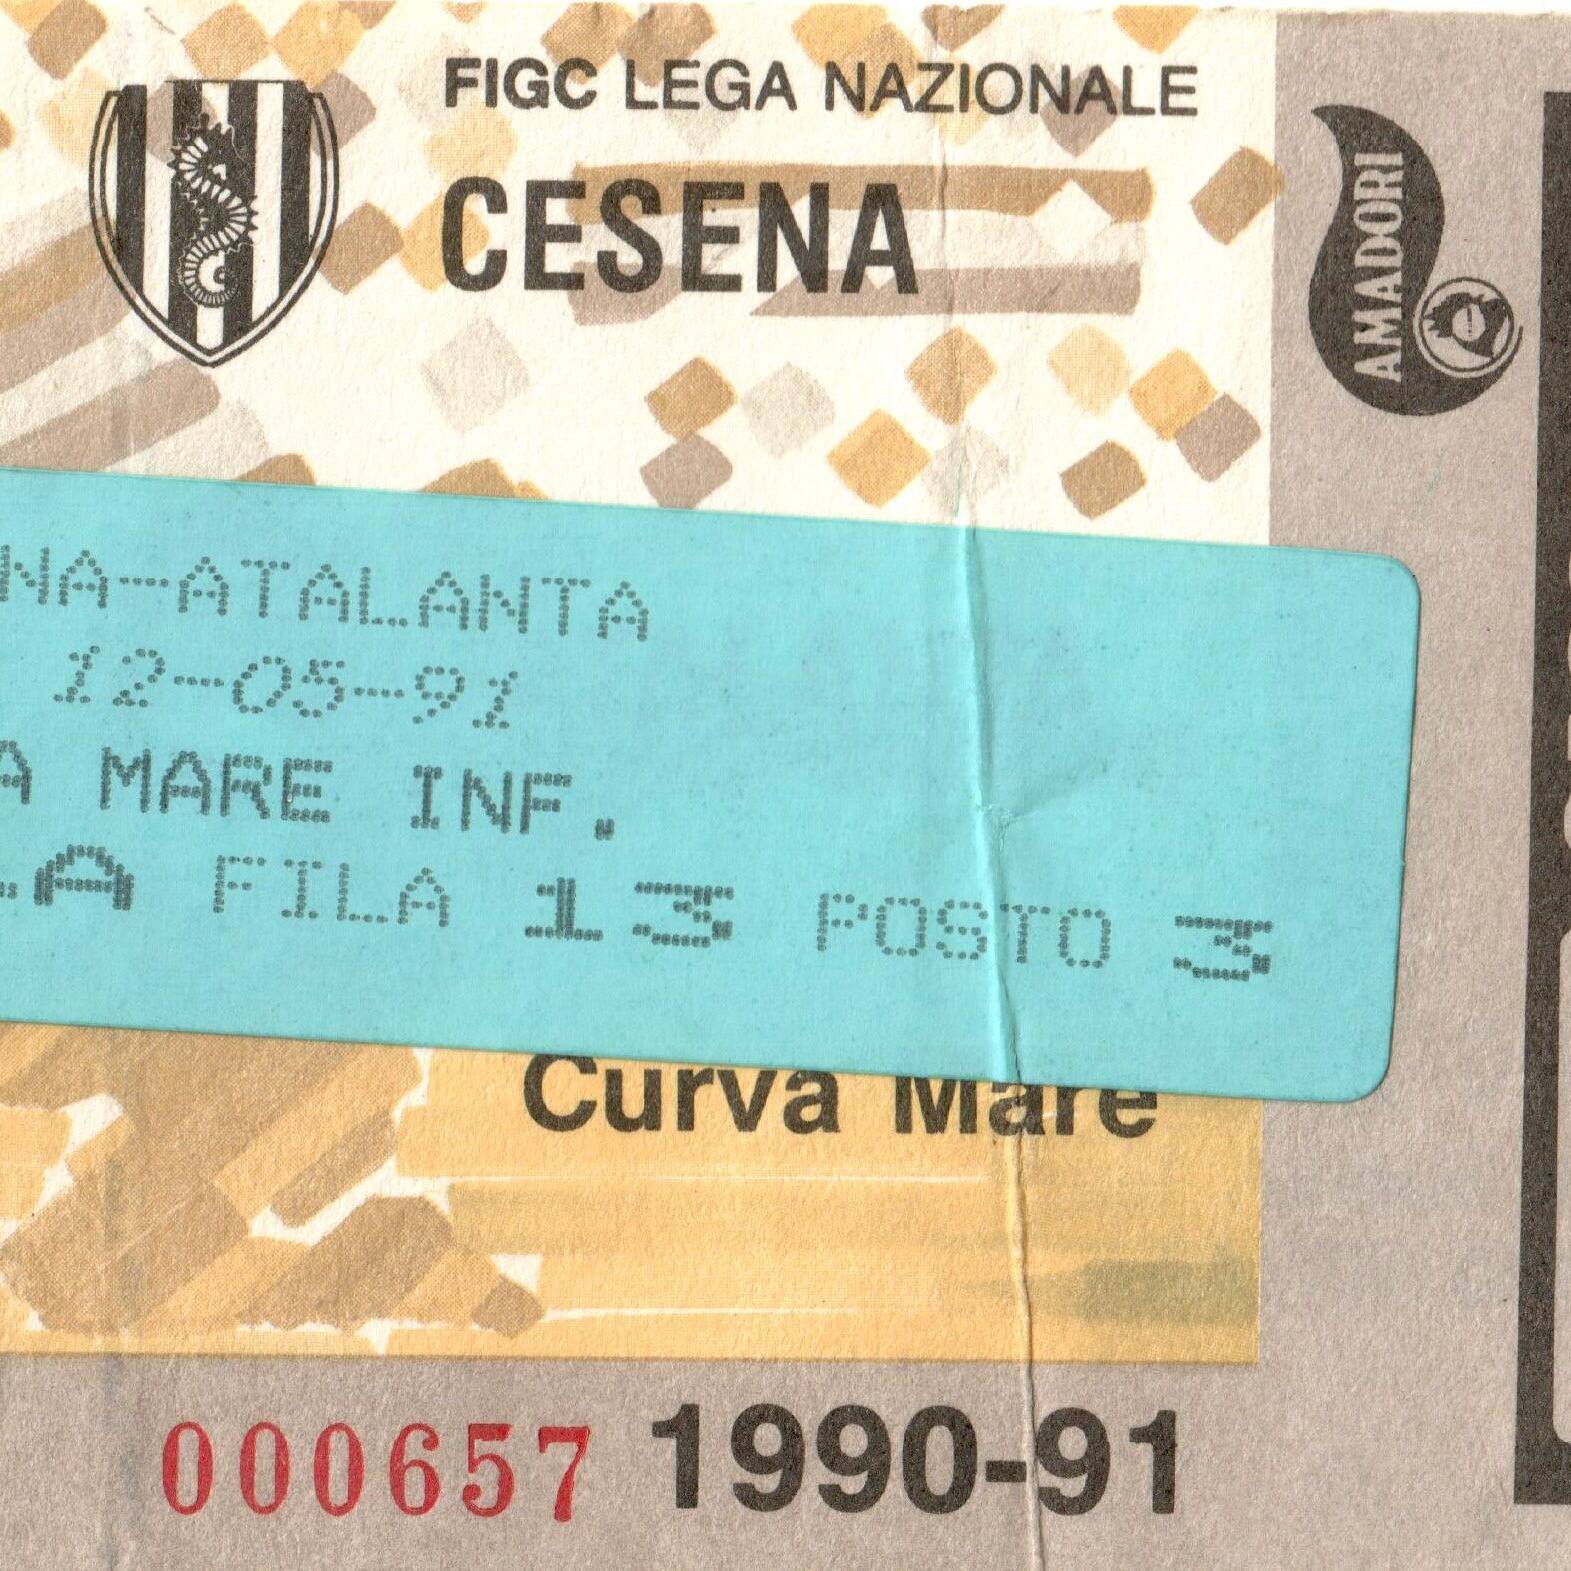 FIGC LEGA NAZIONALE
CESENA
AMADORI
NA-ATALANTA
12-05-91
A MARE INF.
LA FILA 13 POSTO 3
Curva Mare
000657 1990-91